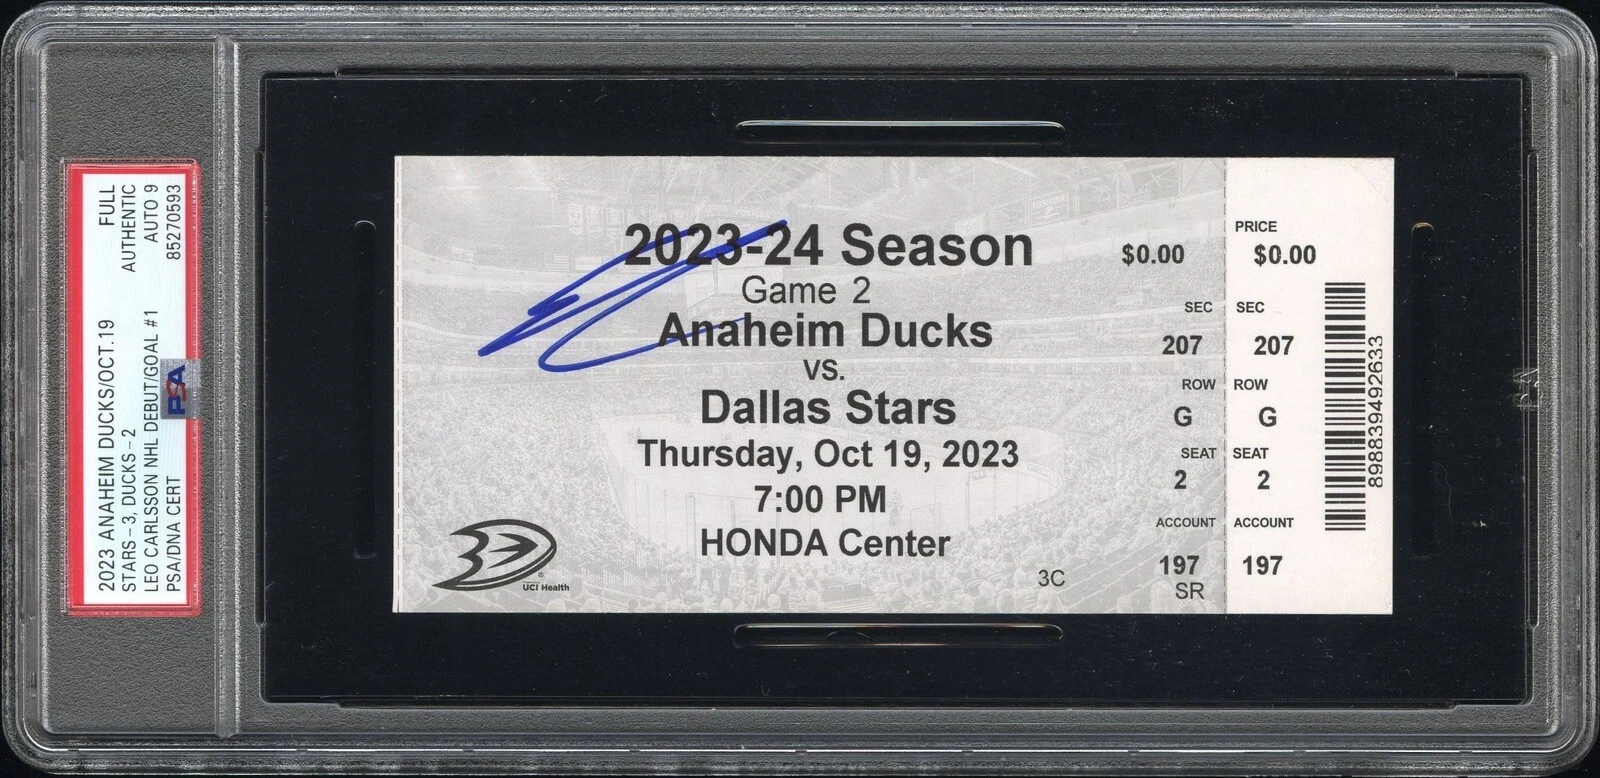 2023 ANAHEIM DUCKS/OCT.19 FULL
STARS - 3, DUCKS - 2 AUTHENTIC
LEO CARLSSON NHL DEBUT/GOAL #1 AUTO 9
PSA/DNA CERT 85270593
PSA
2023-24 Season
Game 2
Anaheim Ducks
vs.
Dallas Stars
Thursday, Oct 19, 2023
7:00 PM
HONDA Center
3C
UCI Health
$0.00
SEC
207
ROW
G
SEAT
2
ACCOUNT
197
SR
PRICE
$0.00
SEC
207
ROW
G
SEAT
2
ACCOUNT
197
898839492633